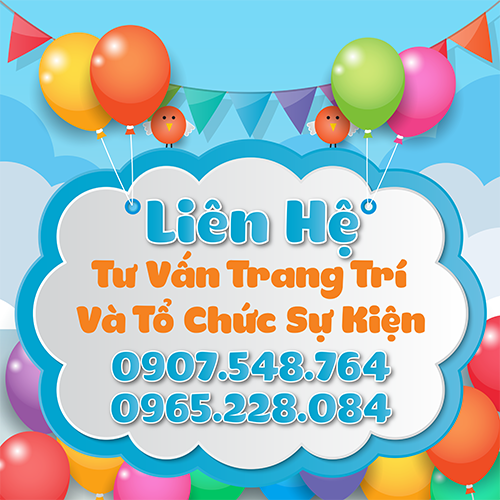 Liên Hệ
Tư Vấn Trang Trí
Và Tổ Chức Sự Kiện
0907.548.764
0965.228.084